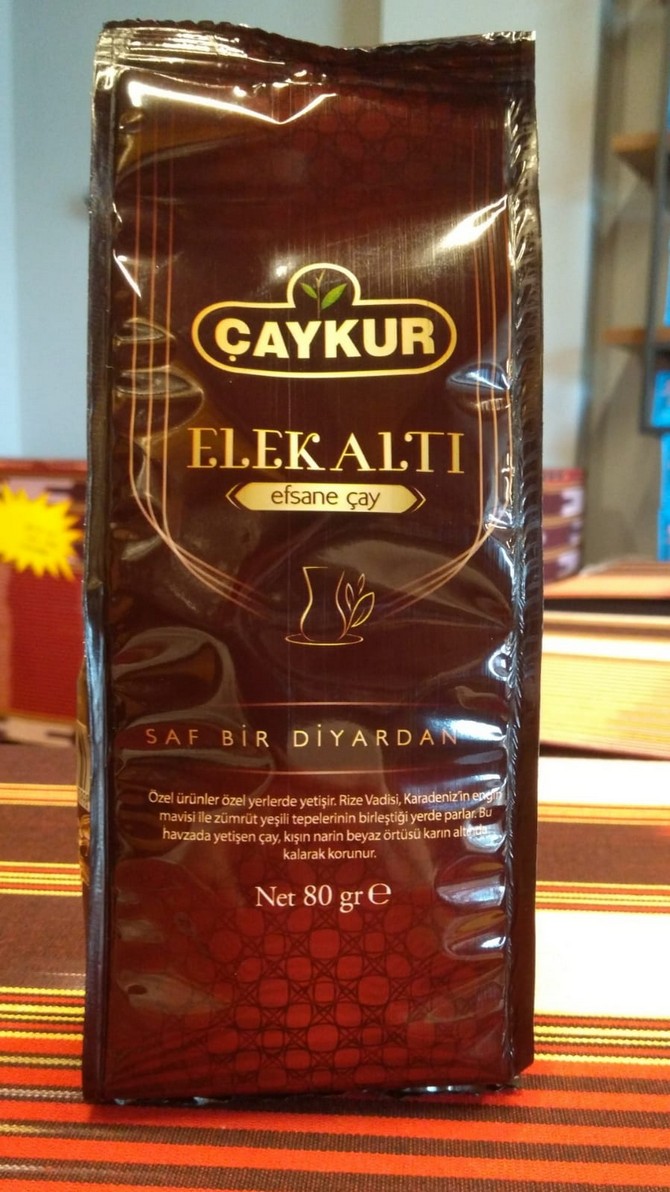 ÇAYKUR
ELEKALTI
efsane çay
SAF BİR DİYARDAN
Özel ürünler özel yerlerde yetişir. Rize Vadisi, Karadeniz'in engin
mavisi ile zümrüt yeşili tepelerinin birleştiği yerde parlar. Bu
havzada yetişen çay, kışın narin beyaz örtüsü karın altında
kalarak korunur.
Net 80 gr ℮